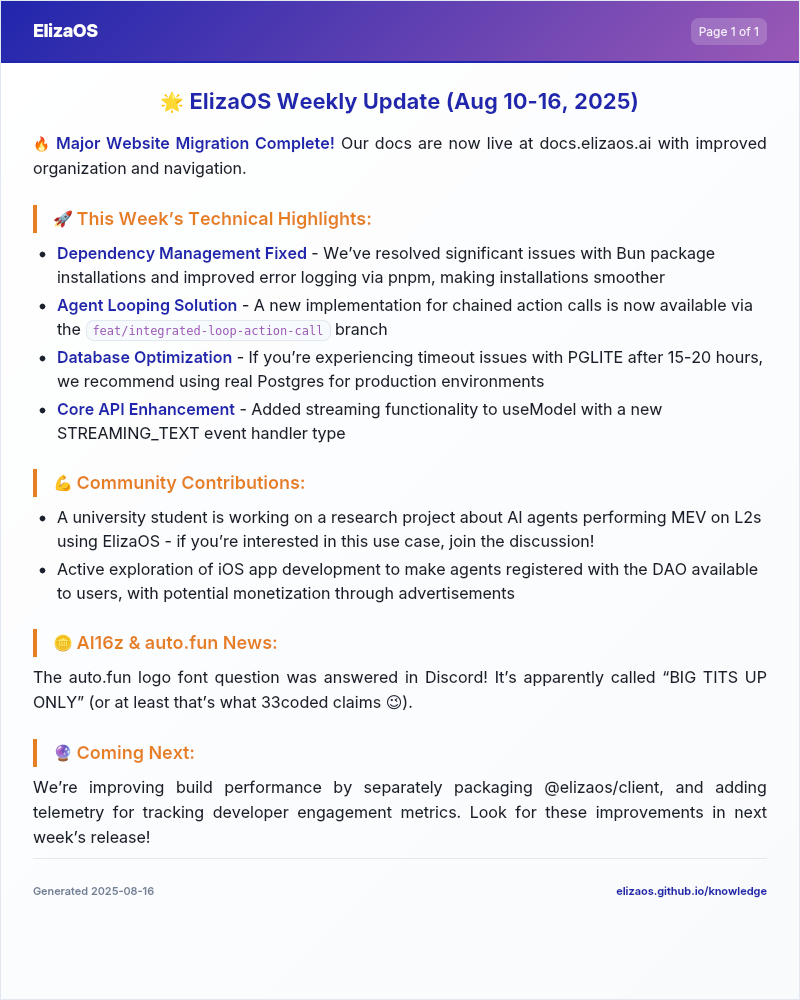 ElizaOS
Page 1 of 1
🌟 ElizaOS Weekly Update (Aug 10-16, 2025)
🔥 Major Website Migration Complete! Our docs are now live at docs.elizaos.ai with improved
organization and navigation.
🚀 This Week’s Technical Highlights:
• Dependency Management Fixed - We’ve resolved significant issues with Bun package
installations and improved error logging via pnpm, making installations smoother
• Agent Looping Solution - A new implementation for chained action calls is now available via
the feat/integrated-loop-action-call branch
• Database Optimization - If you’re experiencing timeout issues with PGLITE after 15-20 hours,
we recommend using real Postgres for production environments
• Core API Enhancement - Added streaming functionality to useModel with a new
STREAMING_TEXT event handler type
💪 Community Contributions:
• A university student is working on a research project about AI agents performing MEV on L2s
using ElizaOS - if you’re interested in this use case, join the discussion!
• Active exploration of iOS app development to make agents registered with the DAO available
to users, with potential monetization through advertisements
🪙 AI16z & auto.fun News:
The auto.fun logo font question was answered in Discord! It’s apparently called “BIG TITS UP
ONLY” (or at least that’s what 33coded claims 😉).
🔮 Coming Next:
We’re improving build performance by separately packaging @elizaos/client, and adding
telemetry for tracking developer engagement metrics. Look for these improvements in next
week’s release!
Generated 2025-08-16
elizaos.github.io/knowledge